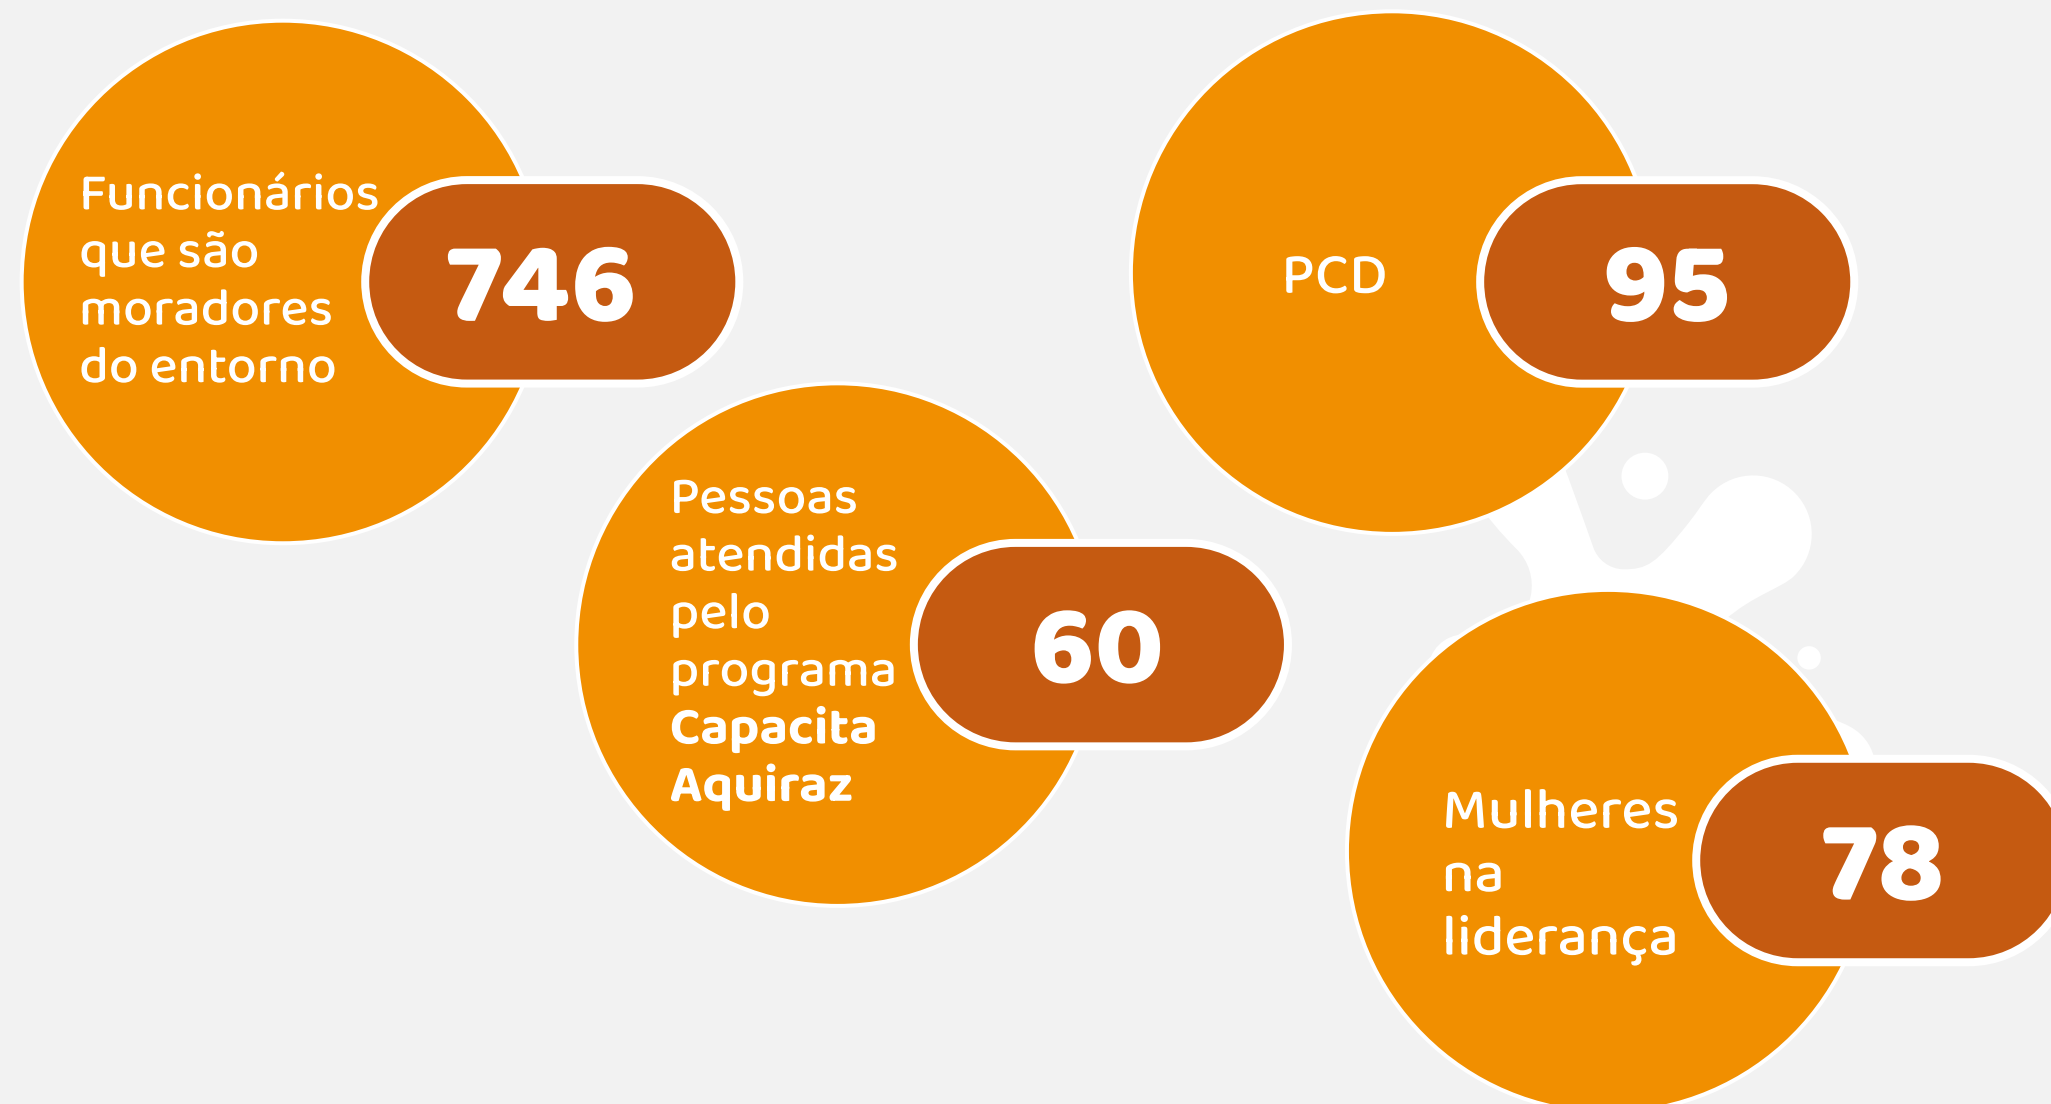 Funcionários
que são
moradores
do entorno
746
Pessoas
atendidas
pelo
programa
Capacita
Aquiraz
60
PCD
95
Mulheres
na
liderança
78